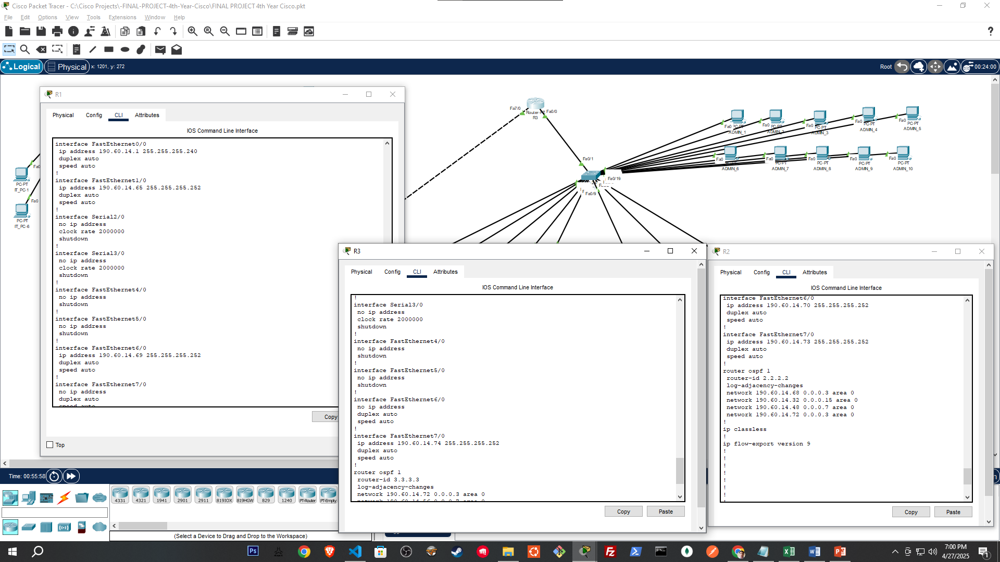 Cisco Packet Tracer - C:\Cisco Projects\-FINAL-PROJECT-4th-Year-Cisco\FINAL PROJECT 4th Year Cisco.pkt
File Edit Options View Tools Extensions Window Help
Logical Physical x: 1201, y: 272
Root 00:24:00
R1
Physical Config CLI Attributes
IOS Command Line Interface
interface FastEthernet0/0
ip address 190.60.14.1 255.255.255.240
duplex auto
speed auto
!
interface FastEthernet1/0
ip address 190.60.14.65 255.255.255.252
duplex auto
speed auto
!
interface Serial2/0
no ip address
clock rate 2000000
shutdown
!
interface Serial3/0
no ip address
clock rate 2000000
shutdown
!
interface FastEthernet4/0
no ip address
shutdown
!
interface FastEthernet5/0
no ip address
shutdown
!
interface FastEthernet6/0
ip address 190.60.14.69 255.255.255.252
duplex auto
speed auto
!
interface FastEthernet7/0
no ip address
duplex auto
speed auto
Copy
Top
Fa0
PC-PT
IT_PC-1
Fa0
PC-PT
IT_PC-6
Fa7/0
Fa0/0
Router-PT
R3
Fa0/1
Fa0/19
Fa0/9
Fa0 PC-PT
ADMIN_1
Fa0 PC-PT
ADMIN_2
Fa0 PC-PT
ADMIN_3
Fa0 PC-PT
ADMIN_4
Fa0 PC-PT
ADMIN_5
Fa0 PC-PT
ADMIN_6
Fa0 PC-PT
ADMIN_7
Fa0 PC-PT
ADMIN_8
Fa0 PC-PT
ADMIN_9
Fa0 PC-PT
ADMIN_10
R3
Physical Config CLI Attributes
IOS Command Line Interface
!
interface Serial3/0
no ip address
clock rate 2000000
shutdown
!
interface FastEthernet4/0
no ip address
shutdown
!
interface FastEthernet5/0
no ip address
shutdown
!
interface FastEthernet6/0
no ip address
duplex auto
speed auto
!
interface FastEthernet7/0
ip address 190.60.14.74 255.255.255.252
duplex auto
speed auto
!
router ospf 1
router-id 3.3.3.3
log-adjacency-changes
network 190.60.14.72 0.0.0.3 area 0
Copy Paste
R2
Physical Config CLI Attributes
IOS Command Line Interface
interface FastEthernet6/0
ip address 190.60.14.70 255.255.255.252
duplex auto
speed auto
!
interface FastEthernet7/0
ip address 190.60.14.73 255.255.255.252
duplex auto
speed auto
!
router ospf 1
router-id 2.2.2.2
log-adjacency-changes
network 190.60.14.68 0.0.0.3 area 0
network 190.60.14.32 0.0.0.15 area 0
network 190.60.14.48 0.0.0.7 area 0
network 190.60.14.72 0.0.0.3 area 0
!
ip classless
!
ip flow-export version 9
!
!
!
!
!
!
!
!
Copy Paste
Time: 00:55:58
4331 4321 1941 2901 2911 819IOX 819HGW 829 1240 PT-Router PT-Empty
(Select a Device to Drag and Drop to the Workspace)
7:00 PM
4/27/2025
1